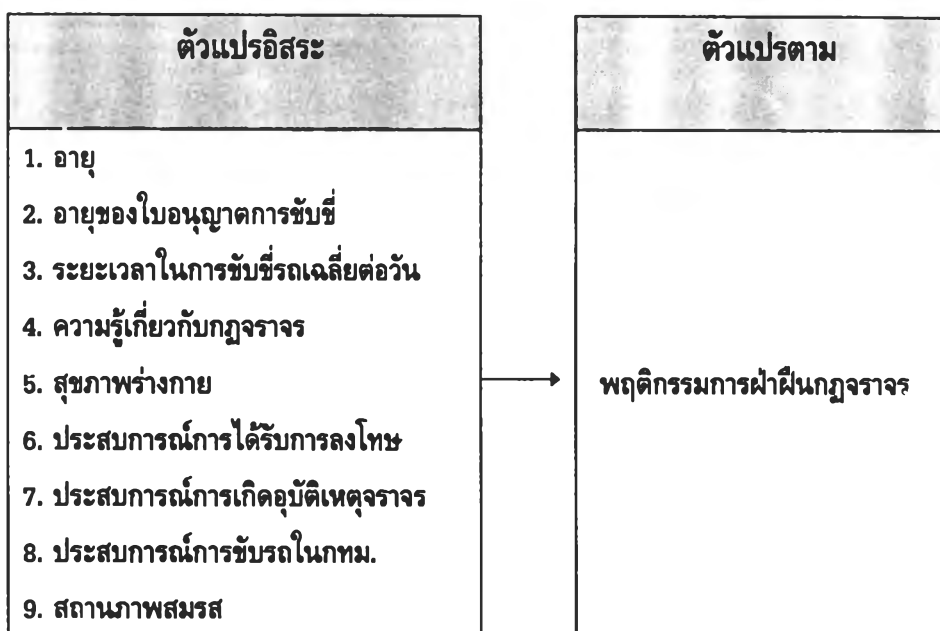 ตัวแปรอิสระ
1. อายุ
2. อายุของใบอนุญาตการขับขี่
3. ระยะเวลาในการขับขี่รถเฉลี่ยต่อวัน
4. ความรู้เกี่ยวกับกฎจราจร
5. สุขภาพร่างกาย
6. ประสบการณ์การได้รับการลงโทษ
7. ประสบการณ์การเกิดอุบัติเหตุจราจร
8. ประสบการณ์การขับรถในกทม.
9. สถานภาพสมรส
ตัวแปรตาม
พฤติกรรมการฝ่าฝืนกฎจราจร